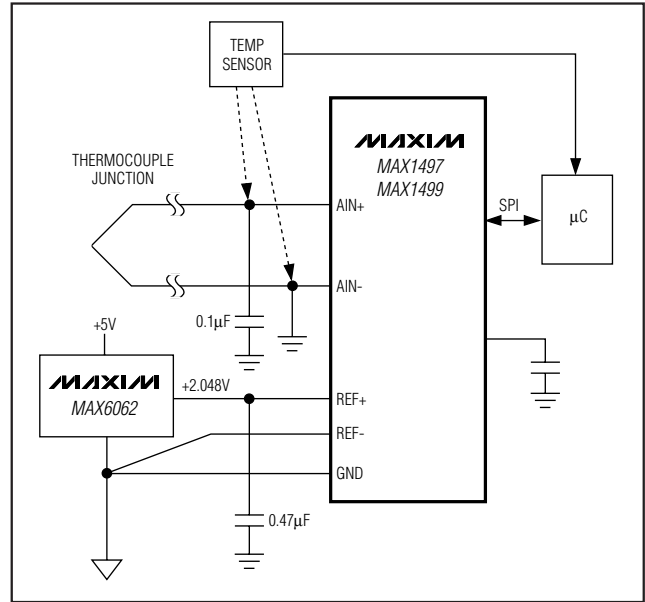 TEMP
SENSOR
MAXIM
MAX1497
MAX1499
THERMOCOUPLE
JUNCTION
AIN+
SPI
μC
AIN-
0.1μF
+5V
MAXIM
MAX6062
+2.048V
REF+
REF-
GND
0.47μF